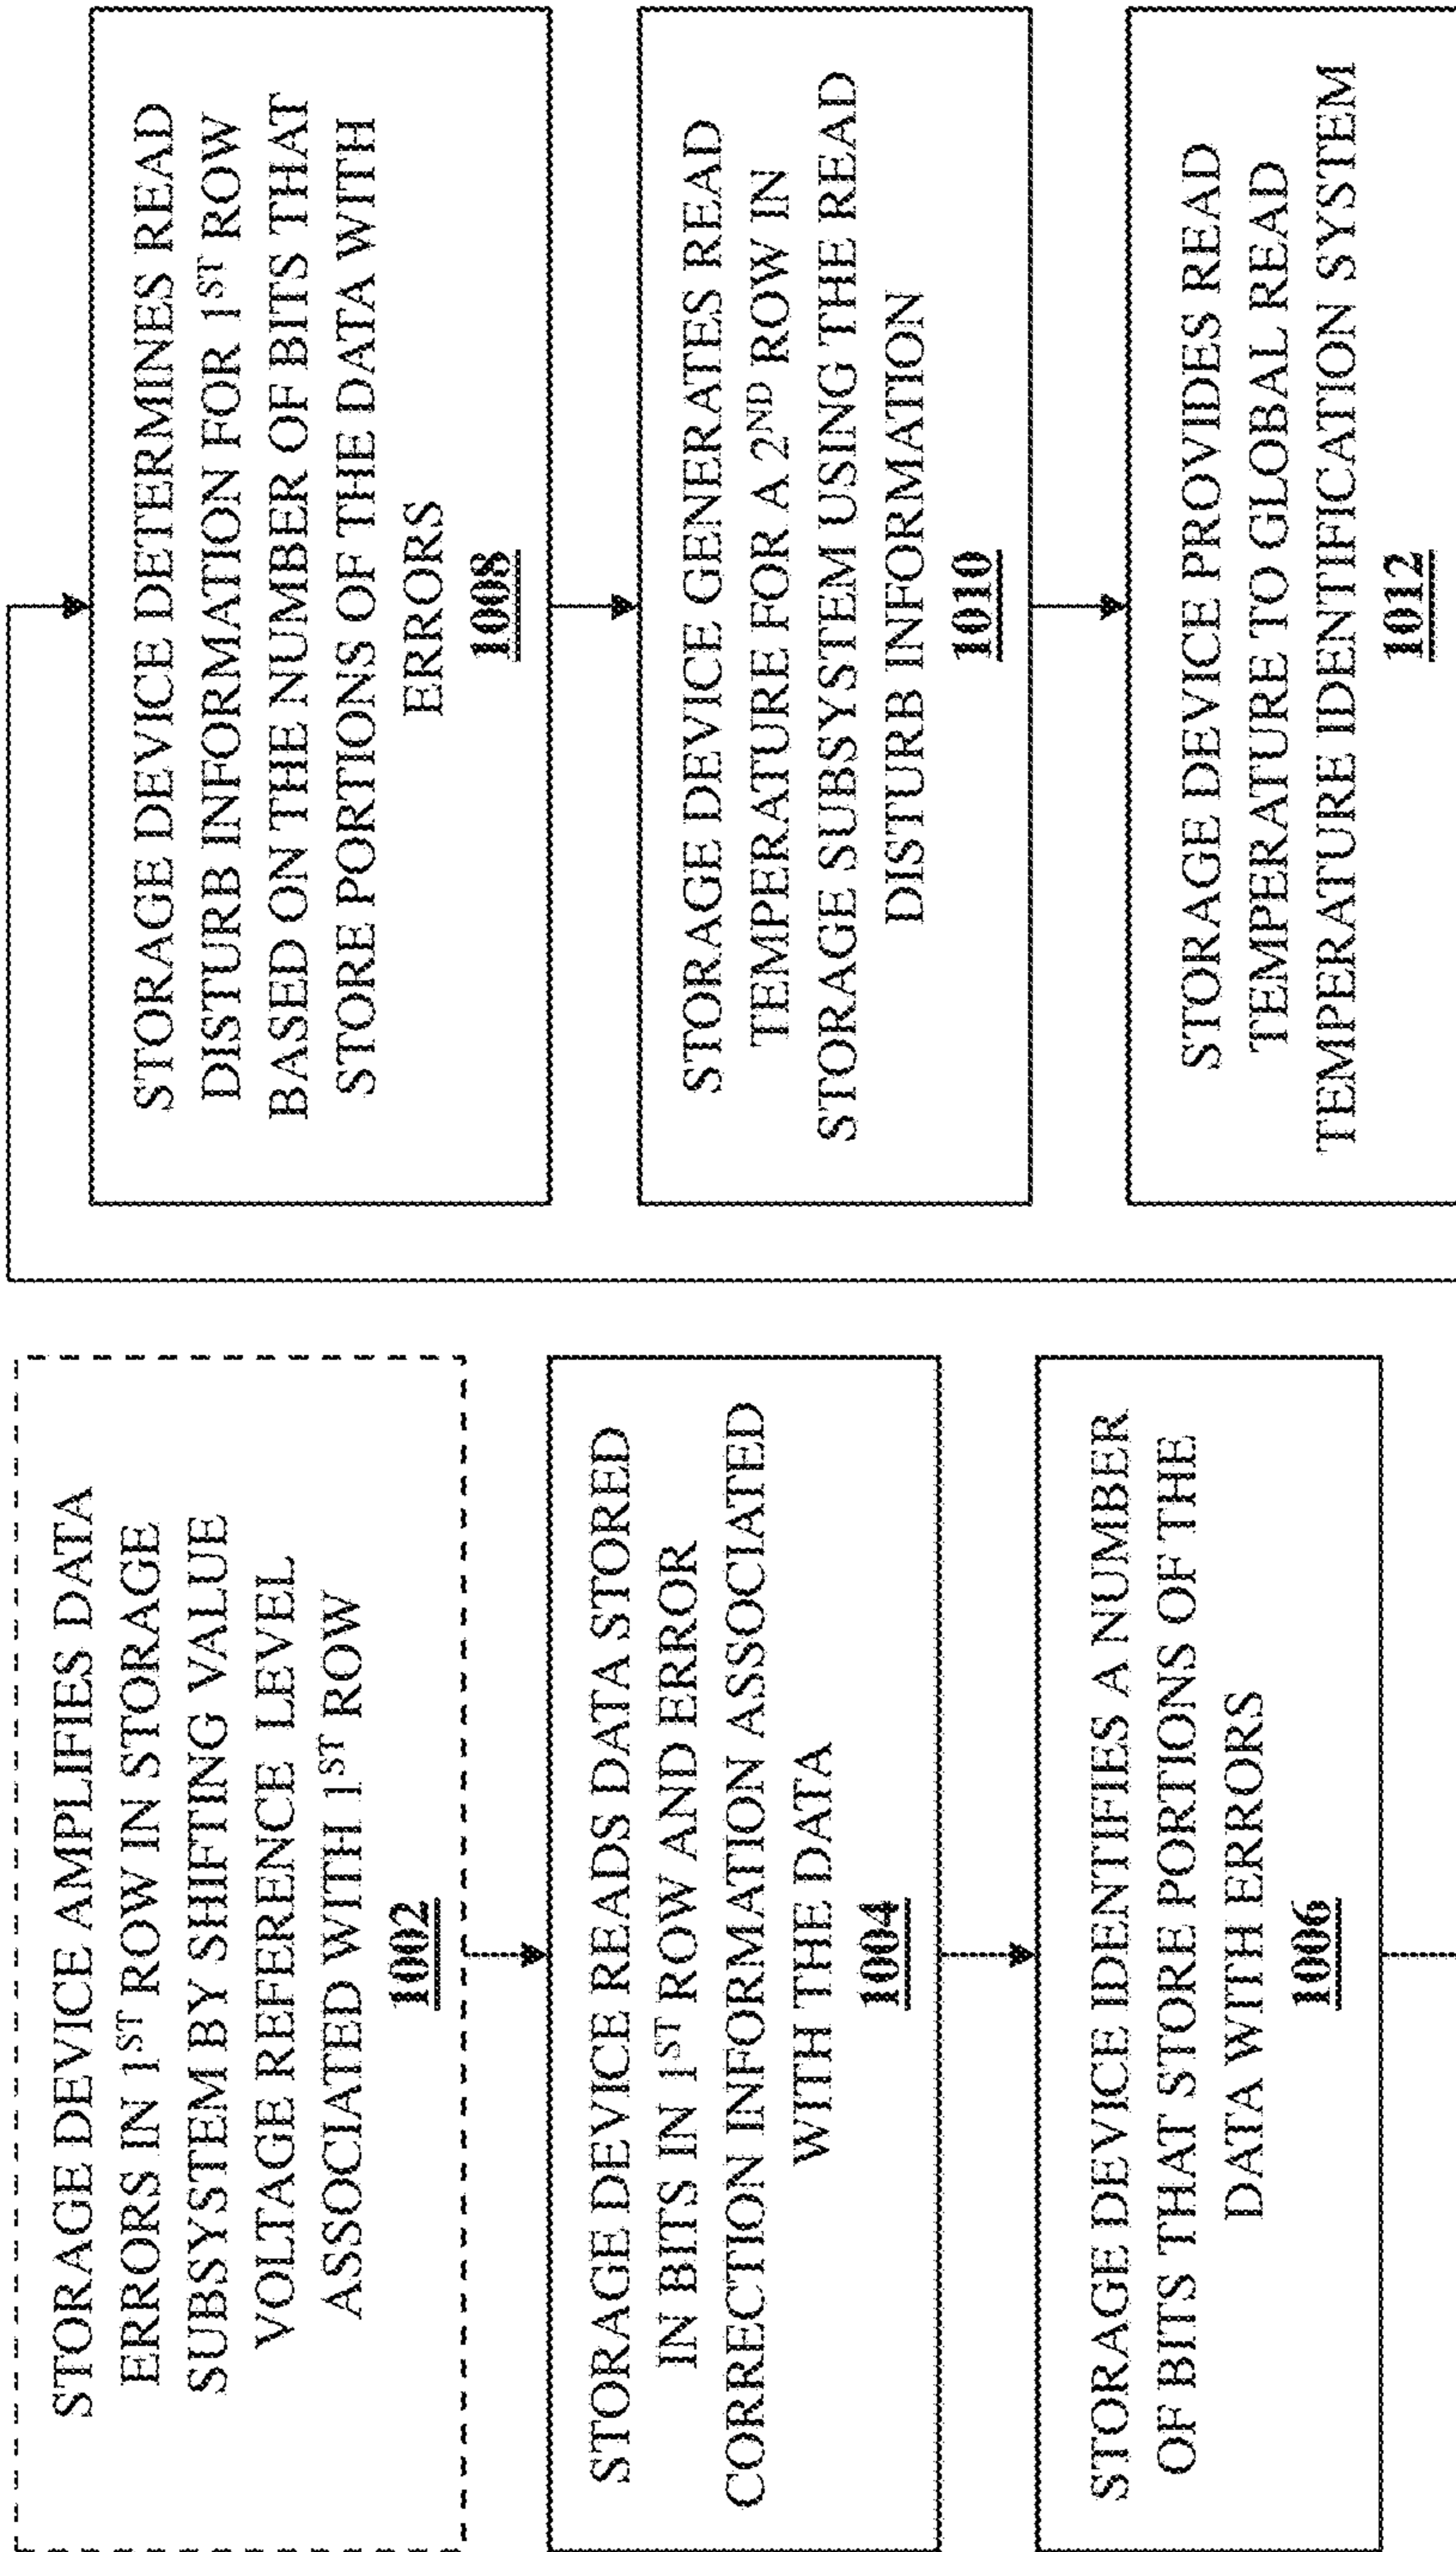 STORAGE DEVICE AMPLIFIES DATA
ERRORS IN 1ST ROW IN STORAGE
SUBSYSTEM BY SHIFTING VALUE
VOLTAGE REFERENCE LEVEL
ASSOCIATED WITH 1ST ROW
1002
STORAGE DEVICE READS DATA STORED
IN BITS IN 1ST ROW AND ERROR
CORRECTION INFORMATION ASSOCIATED
WITH THE DATA
1004
STORAGE DEVICE IDENTIFIES A NUMBER
OF BITS THAT STORE PORTIONS OF THE
DATA WITH ERRORS
1006
STORAGE DEVICE DETERMINES READ
DISTURB INFORMATION FOR 1ST ROW
BASED ON THE NUMBER OF BITS THAT
STORE PORTIONS OF THE DATA WITH
ERRORS
1008
STORAGE DEVICE GENERATES READ
TEMPERATURE FOR A 2ND ROW IN
STORAGE SUBSYSTEM USING THE READ
DISTURB INFORMATION
1010
STORAGE DEVICE PROVIDES READ
TEMPERATURE TO GLOBAL READ
TEMPERATURE IDENTIFICATION SYSTEM
1012